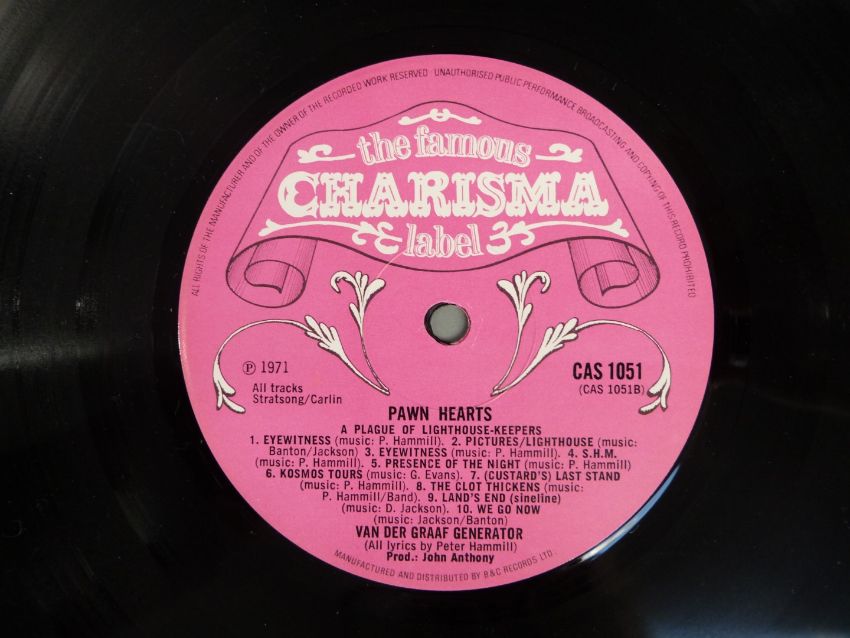 ALL RIGHTS OF THE MANUFACTURER AND OF THE OWNER OF THE RECORDED WORK RESERVED UNAUTHORISED PUBLIC PERFORMANCE BROADCASTING AND COPYING OF THIS RECORD PROHIBITED
the famous
CHARISMA
label
Ⓟ 1971
All tracks
Stratsong/Carlin
CAS 1051
(CAS 1051B)
PAWN HEARTS
A PLAGUE OF LIGHTHOUSE-KEEPERS
1. EYEWITNESS (music: P. Hammill). 2. PICTURES/LIGHTHOUSE (music:
Banton/Jackson) 3. EYEWITNESS (music: P. Hammill). 4. S.H.M.
(music: P. Hammill). 5. PRESENCE OF THE NIGHT (music: P. Hammill)
6. KOSMOS TOURS (music: G. Evans). 7. (CUSTARD'S) LAST STAND
(music: P. Hammill). 8. THE CLOT THICKENS (music:
P. Hammill/Band). 9. LAND'S END (sineline)
(music: D. Jackson). 10. WE GO NOW
(music: Jackson/Banton)
VAN DER GRAAF GENERATOR
(All lyrics by Peter Hammill)
Prod.: John Anthony
MANUFACTURED AND DISTRIBUTED BY B&C RECORDS LTD.